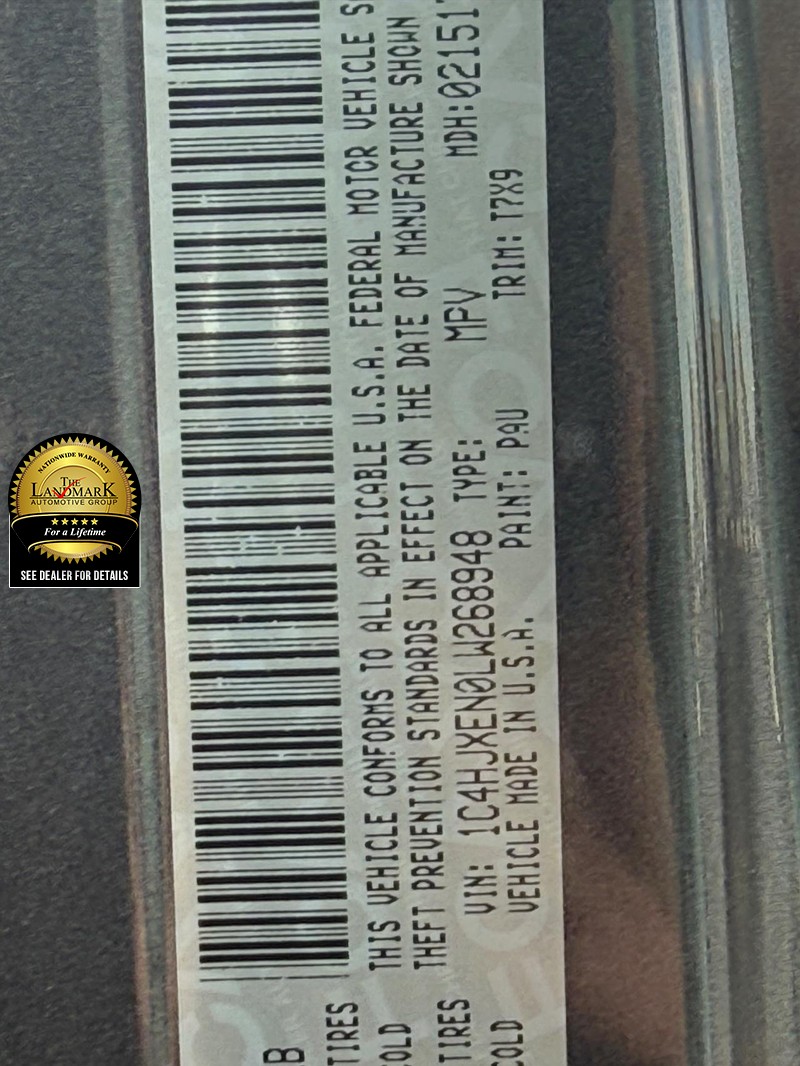 THIS VEHICLE CONFORMS TO ALL APPLICABLE U.S.A. FEDERAL MOTOR VEHICLE S
THEFT PREVENTION STANDARDS IN EFFECT ON THE DATE OF MANUFACTURE SHOWN
VIN: 1C4HJXEN0LW268948 TYPE: MPV MDH:02151
VEHICLE MADE IN U.S.A. PAINT: PAU TRIM: T7X9
B
TIRES
COLD
TIRES
COLD
NATIONWIDE WARRANTY
THE
LANDMARK
AUTOMOTIVE GROUP
For a Lifetime
SEE DEALER FOR DETAILS